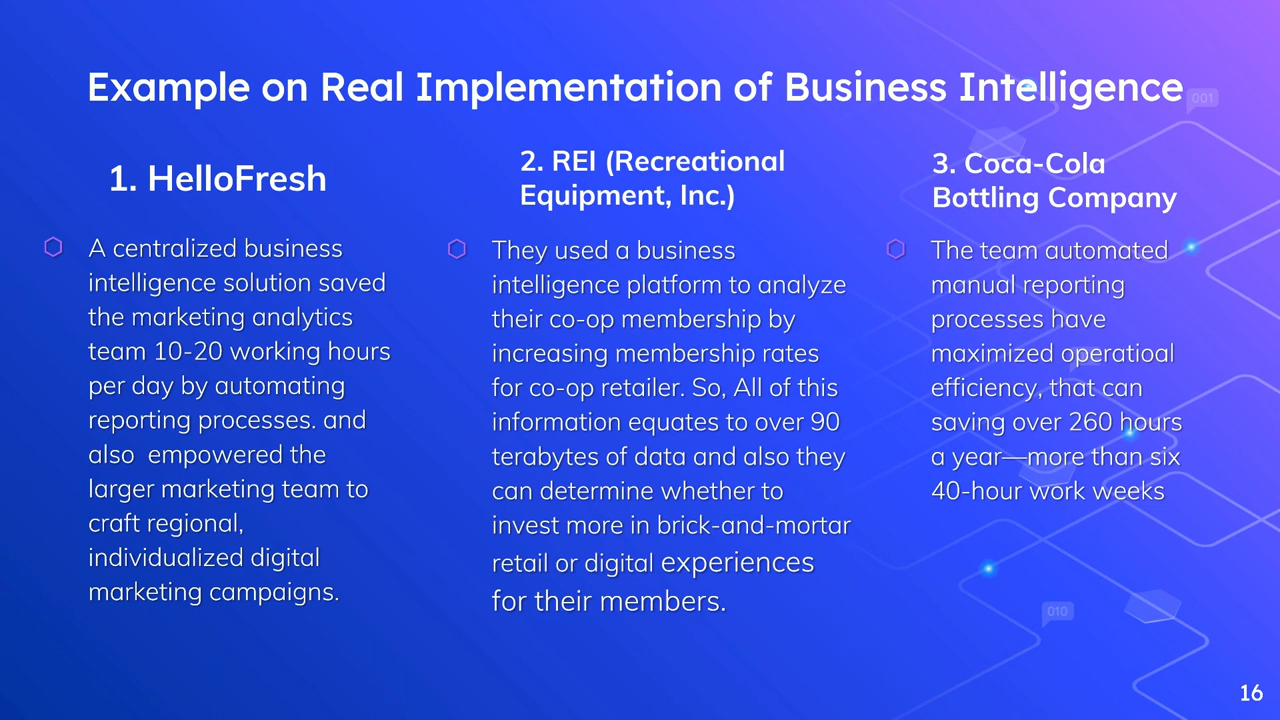 Example on Real Implementation of Business Intelligence
001
1. HelloFresh
A centralized business
intelligence solution saved
the marketing analytics
team 10-20 working hours
per day by automating
reporting processes. and
also  empowered the
larger marketing team to
craft regional,
individualized digital
marketing campaigns.
2. REI (Recreational
Equipment, Inc.)
They used a business
intelligence platform to analyze
their co-op membership by
increasing membership rates
for co-op retailer. So, All of this
information equates to over 90
terabytes of data and also they
can determine whether to
invest more in brick-and-mortar
retail or digital experiences
for their members.
3. Coca-Cola
Bottling Company
The team automated
manual reporting
processes have
maximized operatioal
efficiency, that can
saving over 260 hours
a year—more than six
40-hour work weeks
010
16